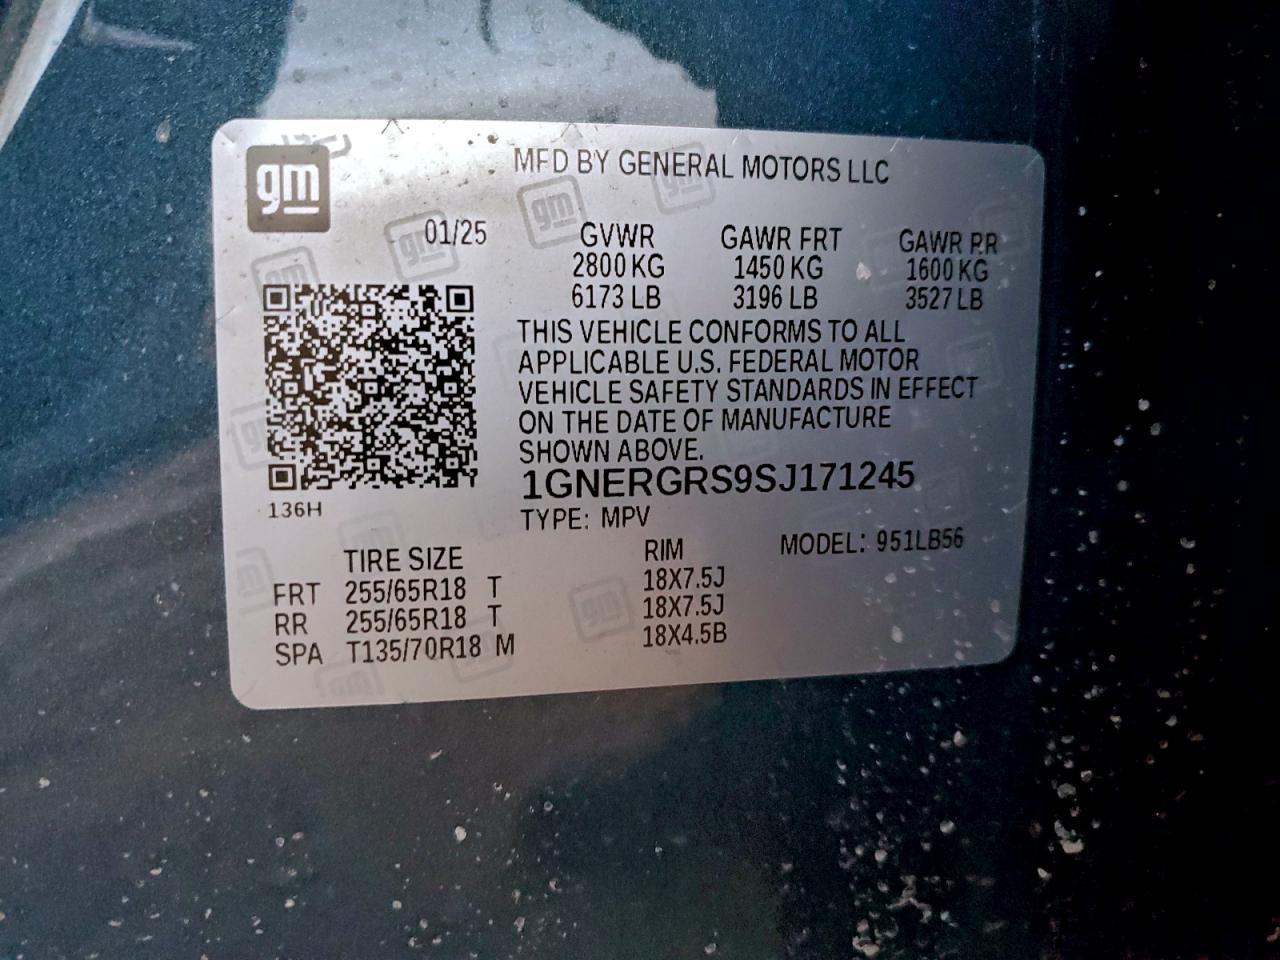 gm
MFD BY GENERAL MOTORS LLC
01/25 GVWR GAWR FRT GAWR RR
2800 KG 1450 KG 1600 KG
6173 LB 3196 LB 3527 LB
THIS VEHICLE CONFORMS TO ALL
APPLICABLE U.S. FEDERAL MOTOR
VEHICLE SAFETY STANDARDS IN EFFECT
ON THE DATE OF MANUFACTURE
SHOWN ABOVE.
1GNERGRS9SJ171245
136H
TYPE: MPV
MODEL: 951LB56
TIRE SIZE RIM
FRT 255/65R18 T 18X7.5J
RR 255/65R18 T 18X7.5J
SPA T135/70R18 M 18X4.5B